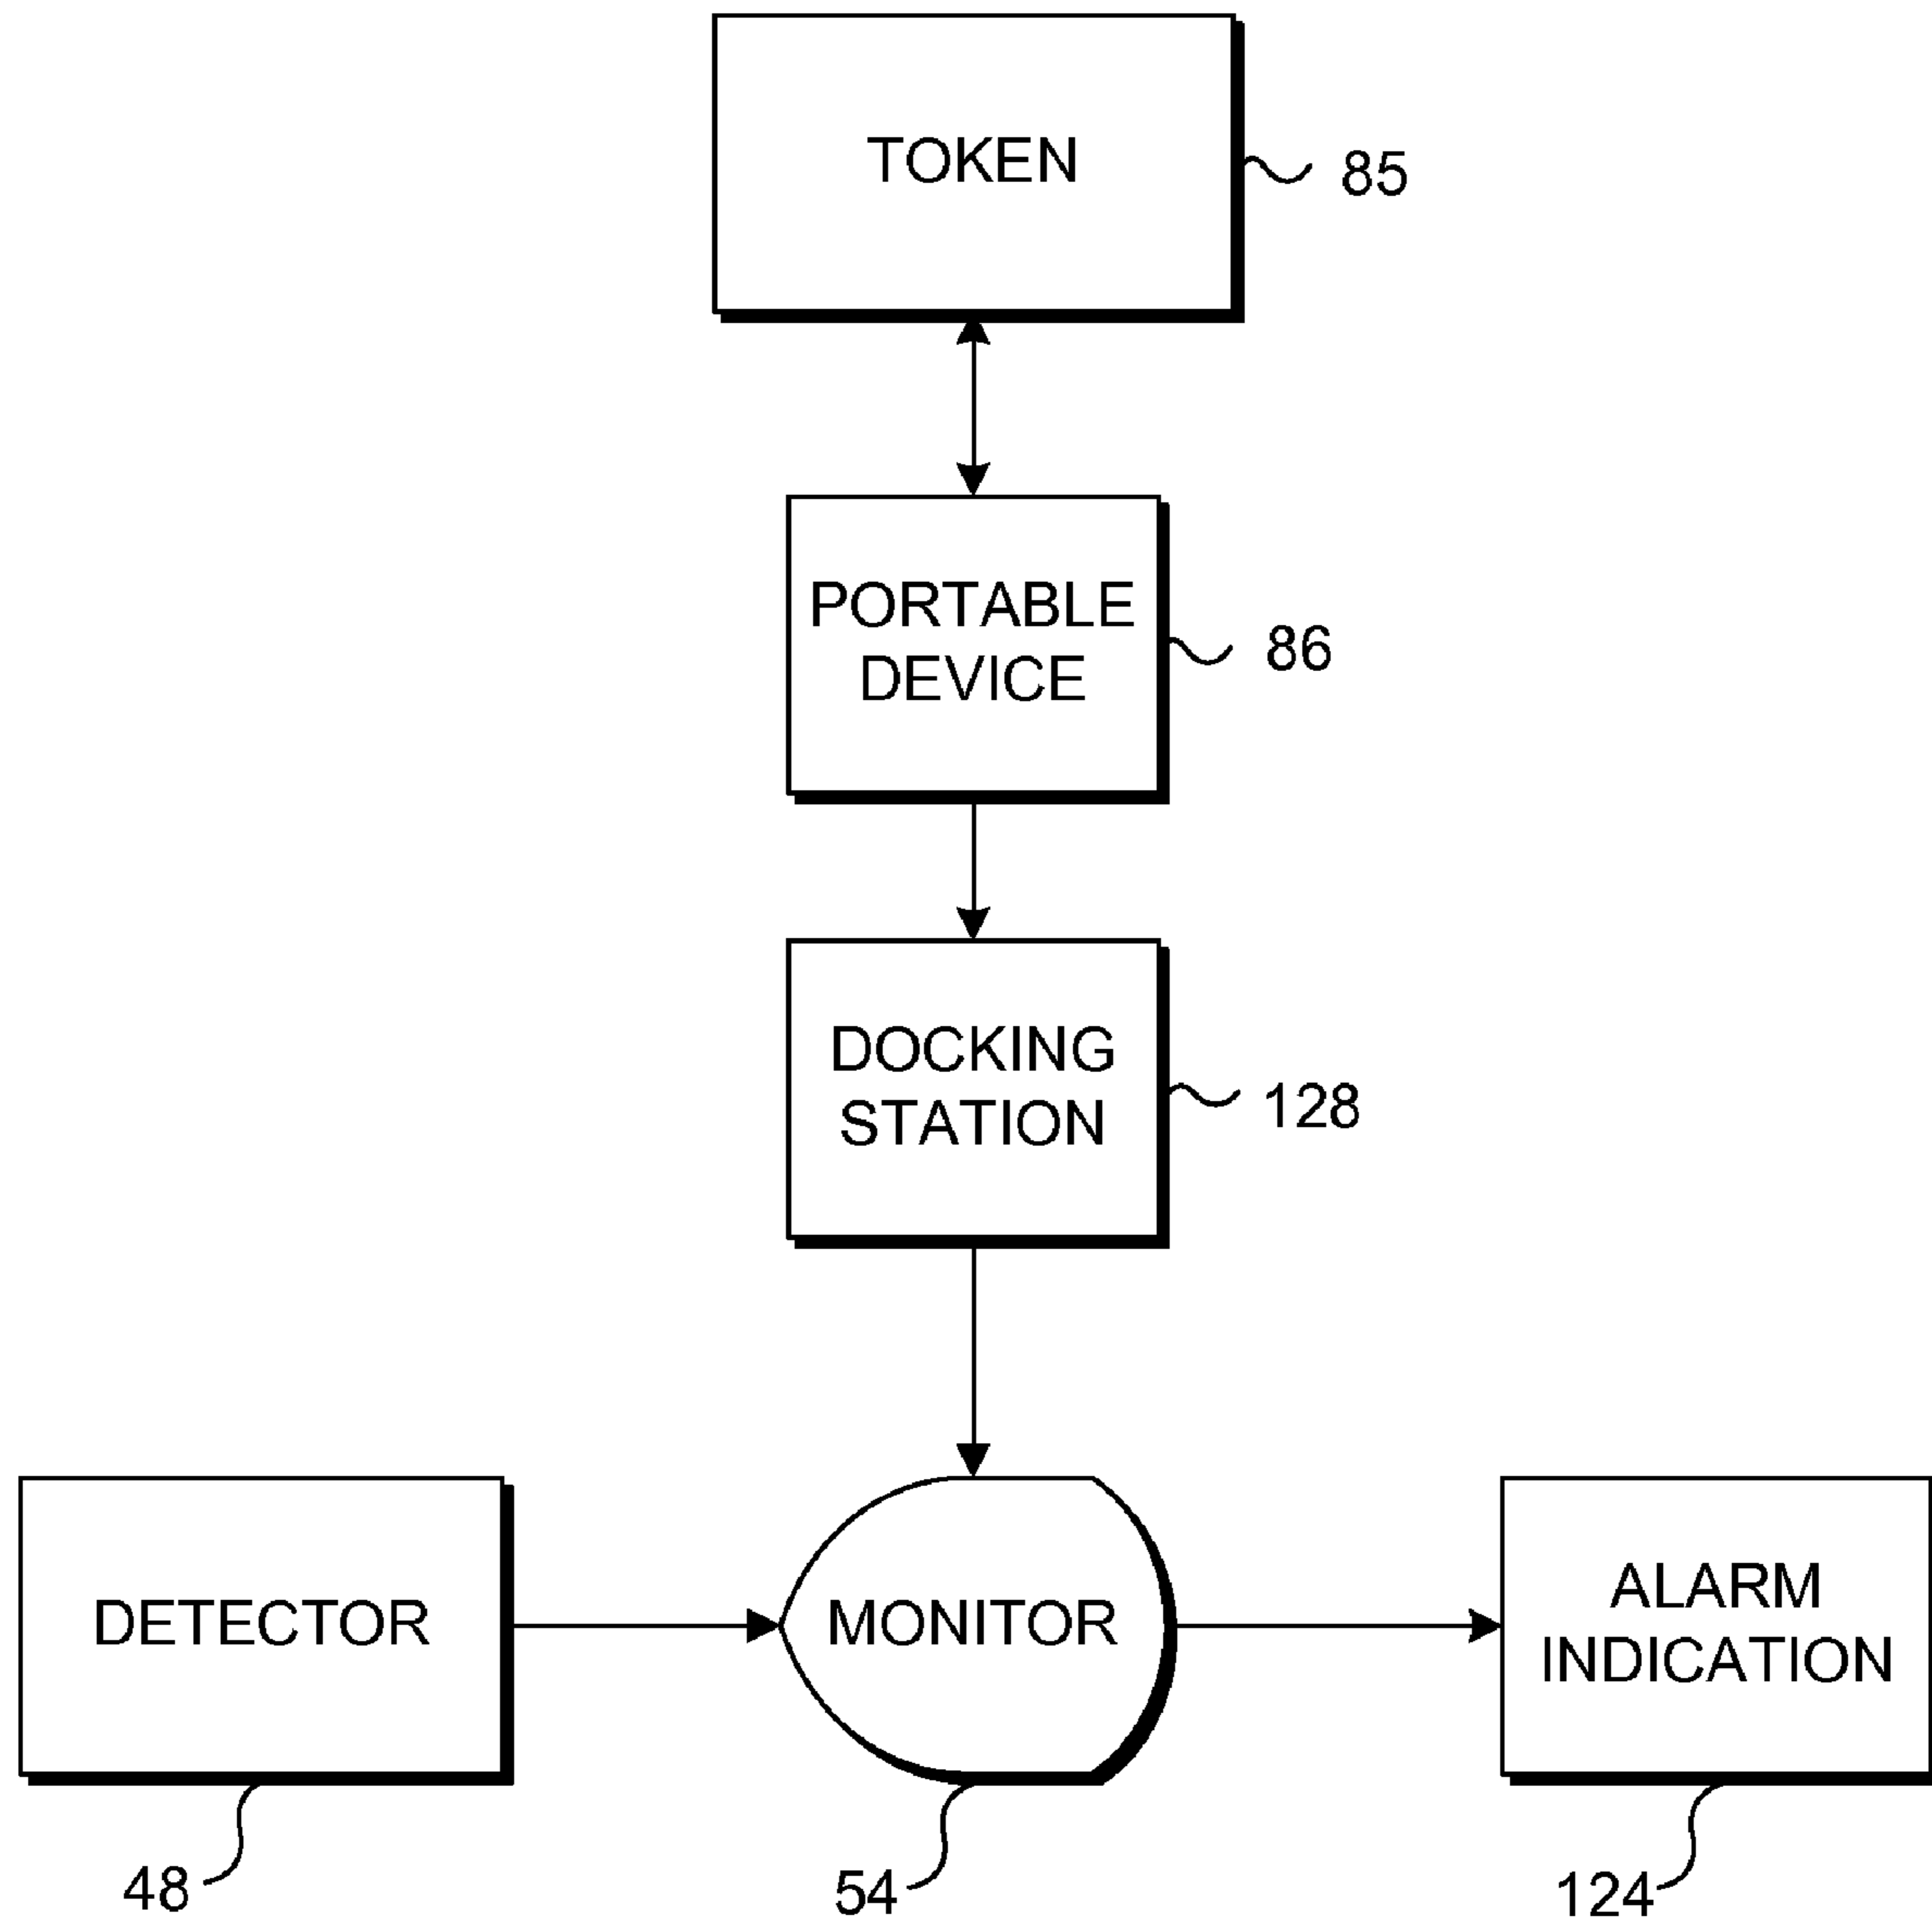 TOKEN
85
PORTABLE
DEVICE
86
DOCKING
STATION
128
DETECTOR
MONITOR
ALARM
INDICATION
48
54
124